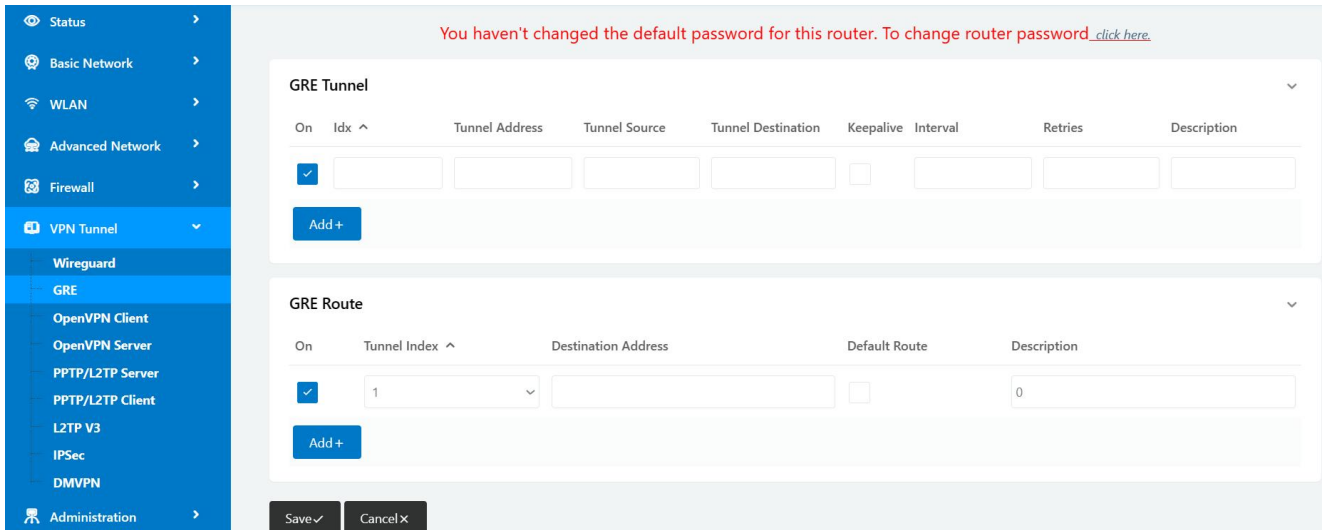 Status
Basic Network
WLAN
Advanced Network
Firewall
VPN Tunnel
Wireguard
GRE
OpenVPN Client
OpenVPN Server
PPTP/L2TP Server
PPTP/L2TP Client
L2TP V3
IPSec
DMVPN
Administration
You haven't changed the default password for this router. To change router password click here.
GRE Tunnel
On Idx Tunnel Address Tunnel Source Tunnel Destination Keepalive Interval Retries Description
Add +
GRE Route
On Tunnel Index Destination Address Default Route Description
1 0
Add +
Save Cancel